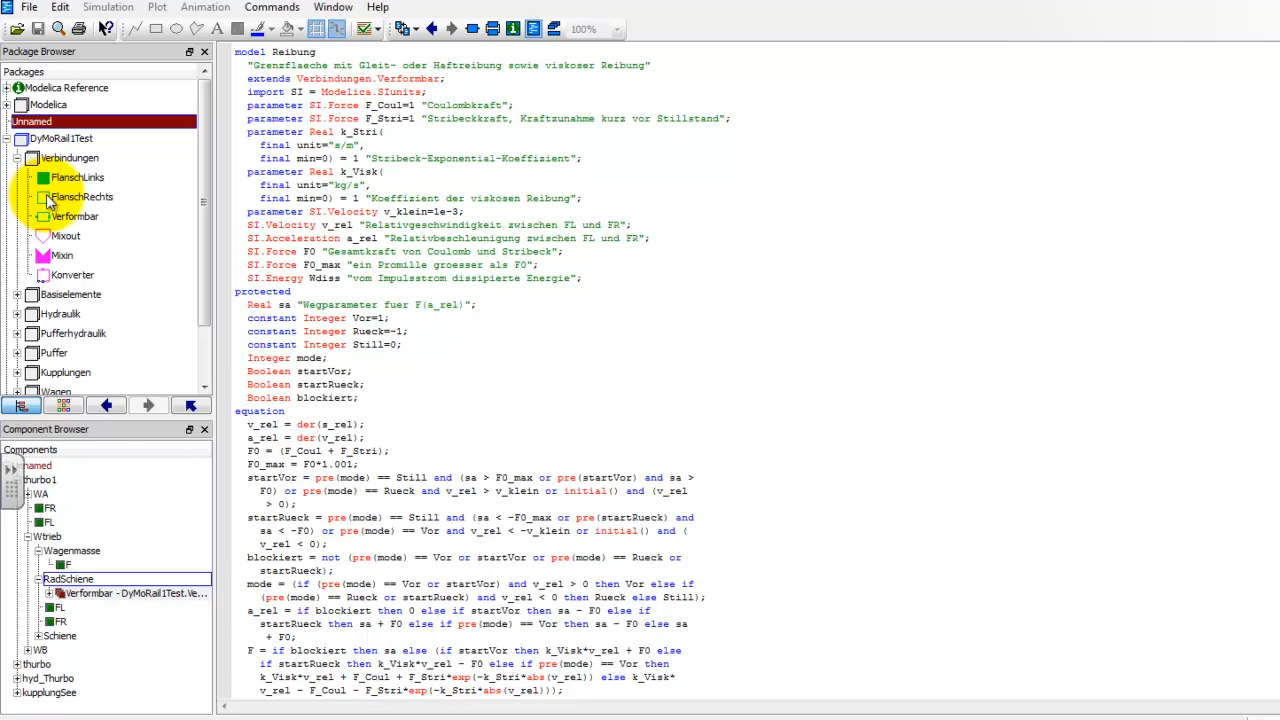 File Edit Simulation Plot Animation Commands Window Help
100%
Package Browser
Packages
Modelica Reference
Modelica
Unnamed
DyMoRail1Test
Verbindungen
FlanschLinks
FlanschRechts
Verformbar
Mixout
Mixin
Konverter
Basiselemente
Hydraulik
Pufferhydraulik
Puffer
Kupplungen
Wagen
Component Browser
Components
thurbo1
WA
FR
FL
Wtrieb
Wagenmasse
F
RadSchiene
Verformbar - DyMoRail1Test.Ve...
FL
FR
Schiene
WB
thurbo
hyd_Thurbo
kupplungSee
model Reibung
"Grenzflaeche mit Gleit- oder Haftreibung sowie viskoser Reibung"
extends Verbindungen.Verformbar;
import SI = Modelica.SIunits;
parameter SI.Force F_Coul=1 "Coulombkraft";
parameter SI.Force F_Stri=1 "Stribeckkraft, Kraftzunahme kurz vor Stillstand";
parameter Real k_Stri(
final unit="s/m",
final min=0) = 1 "Stribeck-Exponential-Koeffizient";
parameter Real k_Visk(
final unit="kg/s",
final min=0) = 1 "Koeffizient der viskosen Reibung";
parameter SI.Velocity v_klein=1e-3;
SI.Velocity v_rel "Relativgeschwindigkeit zwischen FL und FR";
SI.Acceleration a_rel "Relativbeschleunigung zwischen FL und FR";
SI.Force F0 "Gesamtkraft von Coulomb und Stribeck";
SI.Force F0_max "ein Promille groesser als F0";
SI.Energy Wdiss "vom Impulsstrom dissipierte Energie";
protected
Real sa "Wegparameter fuer F(a_rel)";
constant Integer Vor=1;
constant Integer Rueck=-1;
constant Integer Still=0;
Integer mode;
Boolean startVor;
Boolean startRueck;
Boolean blockiert;
equation
v_rel = der(s_rel);
a_rel = der(v_rel);
F0 = (F_Coul + F_Stri);
F0_max = F0*1.001;
startVor = pre(mode) == Still and (sa > F0_max or pre(startVor) and sa >
F0) or pre(mode) == Rueck and v_rel > v_klein or initial() and (v_rel
> 0);
startRueck = pre(mode) == Still and (sa < -F0_max or pre(startRueck) and
sa < -F0) or pre(mode) == Vor and v_rel < -v_klein or initial() and (
v_rel < 0);
blockiert = not (pre(mode) == Vor or startVor or pre(mode) == Rueck or
startRueck);
mode = (if (pre(mode) == Vor or startVor) and v_rel > 0 then Vor else if
(pre(mode) == Rueck or startRueck) and v_rel < 0 then Rueck else Still);
a_rel = if blockiert then 0 else if startVor then sa - F0 else if
startRueck then sa + F0 else if pre(mode) == Vor then sa - F0 else sa
+ F0;
F = if blockiert then sa else (if startVor then k_Visk*v_rel + F0 else
if startRueck then k_Visk*v_rel - F0 else if pre(mode) == Vor then
k_Visk*v_rel + F_Coul + F_Stri*exp(-k_Stri*abs(v_rel)) else k_Visk*
v_rel - F_Coul - F_Stri*exp(-k_Stri*abs(v_rel)));